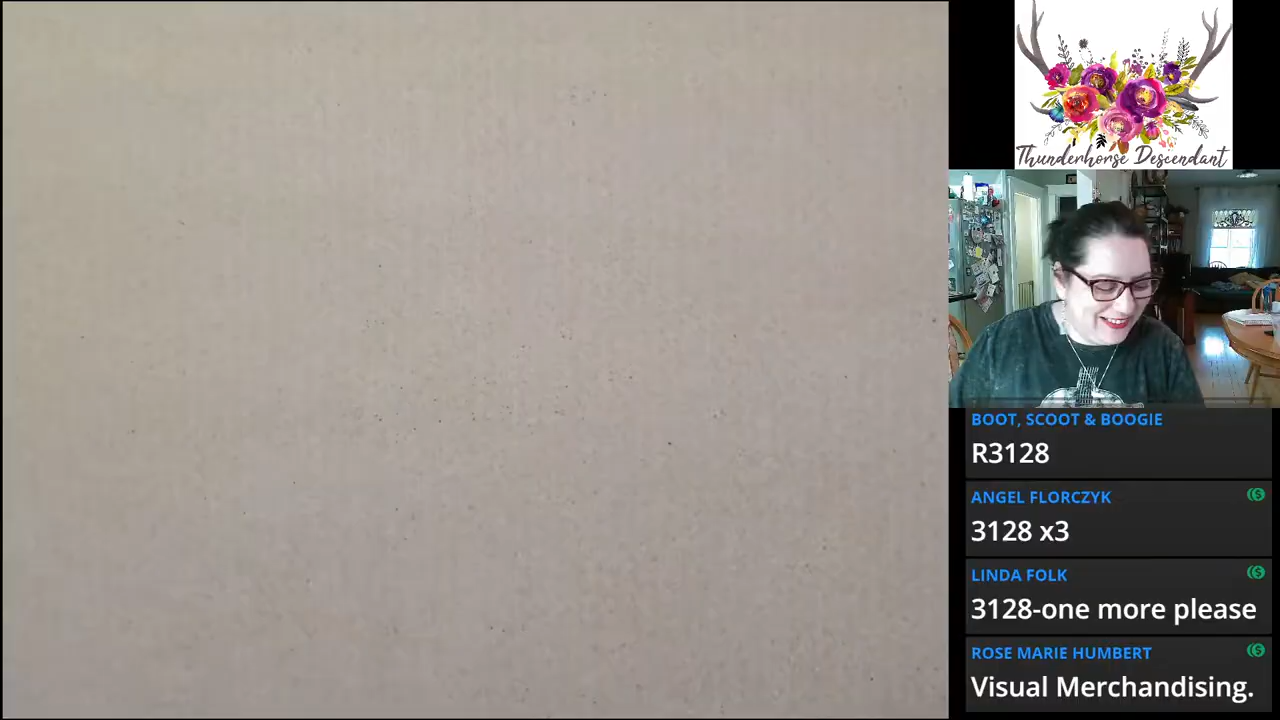 Thunderhorse Descendant
BOOT, SCOOT & BOOGIE
R3128
ANGEL FLORCZYK
3128 x3
LINDA FOLK
3128-one more please
ROSE MARIE HUMBERT
Visual Merchandising.